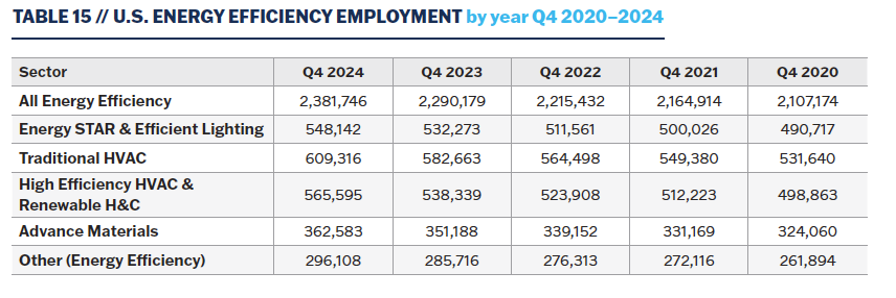 TABLE 15 // U.S. ENERGY EFFICIENCY EMPLOYMENT by year Q4 2020–2024
Sector Q4 2024 Q4 2023 Q4 2022 Q4 2021 Q4 2020
All Energy Efficiency 2,381,746 2,290,179 2,215,432 2,164,914 2,107,174
Energy STAR & Efficient Lighting 548,142 532,273 511,561 500,026 490,717
Traditional HVAC 609,316 582,663 564,498 549,380 531,640
High Efficiency HVAC &
Renewable H&C 565,595 538,339 523,908 512,223 498,863
Advance Materials 362,583 351,188 339,152 331,169 324,060
Other (Energy Efficiency) 296,108 285,716 276,313 272,116 261,894